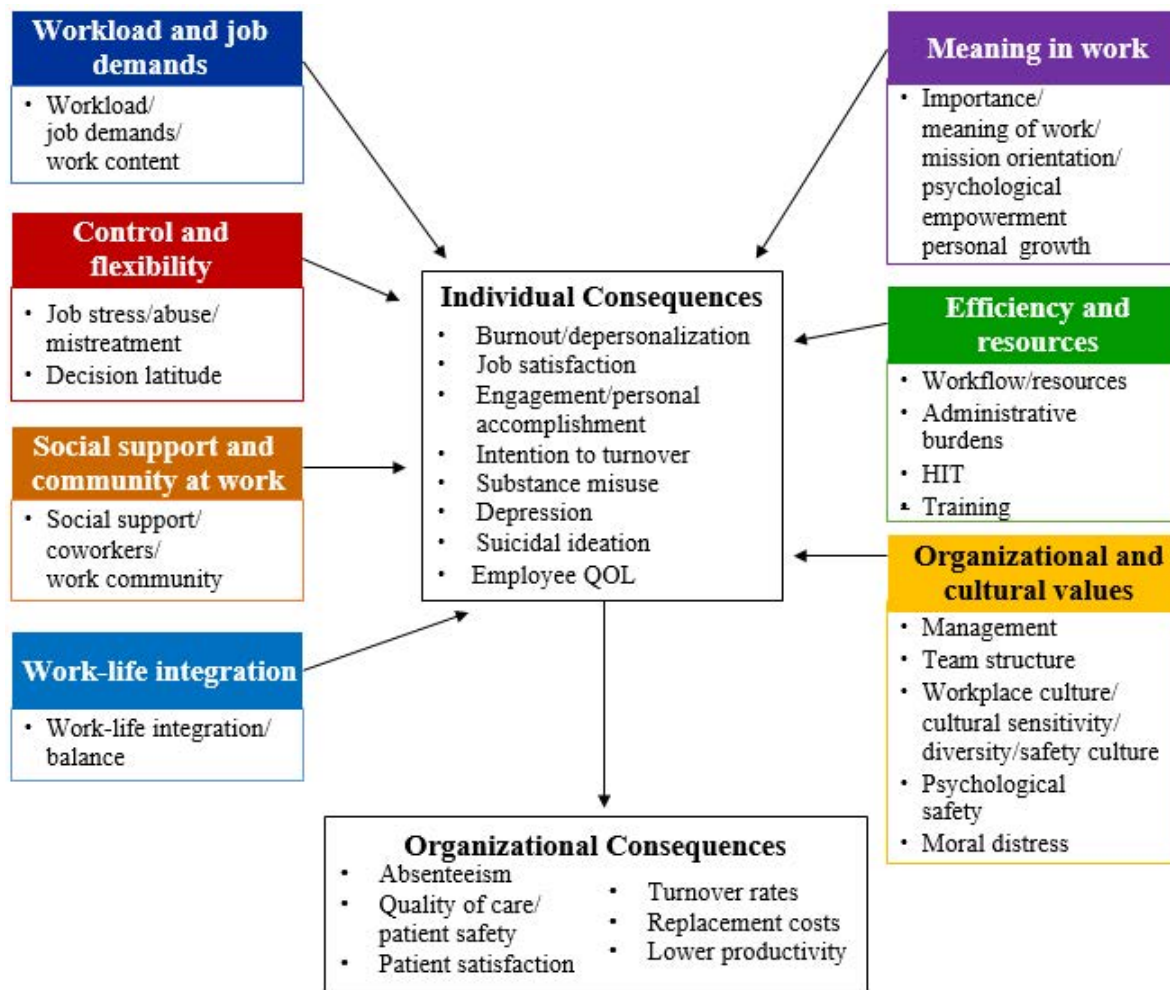 Workload and job
demands
• Workload/
job demands/
work content
Control and
flexibility
• Job stress/abuse/
mistreatment
• Decision latitude
Social support and
community at work
• Social support/
coworkers/
work community
Work-life integration
• Work-life integration/
balance
Individual Consequences
• Burnout/depersonalization
• Job satisfaction
• Engagement/personal
accomplishment
• Intention to turnover
• Substance misuse
• Depression
• Suicidal ideation
• Employee QOL
Meaning in work
• Importance/
meaning of work/
mission orientation/
psychological
empowerment
personal growth
Efficiency and
resources
• Workflow/resources
• Administrative
burdens
• HIT
• Training
Organizational and
cultural values
• Management
• Team structure
• Workplace culture/
cultural sensitivity/
diversity/safety culture
• Psychological
safety
• Moral distress
Organizational Consequences
• Absenteeism
• Quality of care/
patient safety
• Patient satisfaction
• Turnover rates
• Replacement costs
• Lower productivity